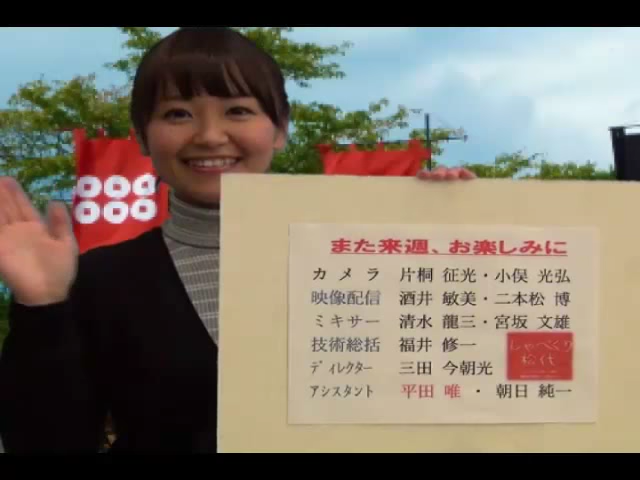 また来週、お楽しみに
カメラ 片桐 征光・小俣 光弘
映像配信 酒井 敏美・二本松 博
ミキサー 清水 龍三・宮坂 文雄
技術総括 福井 修一
ディレクター 三田 今朝光
アシスタント 平田 唯 ・ 朝日 純一
しゃべくり
松代